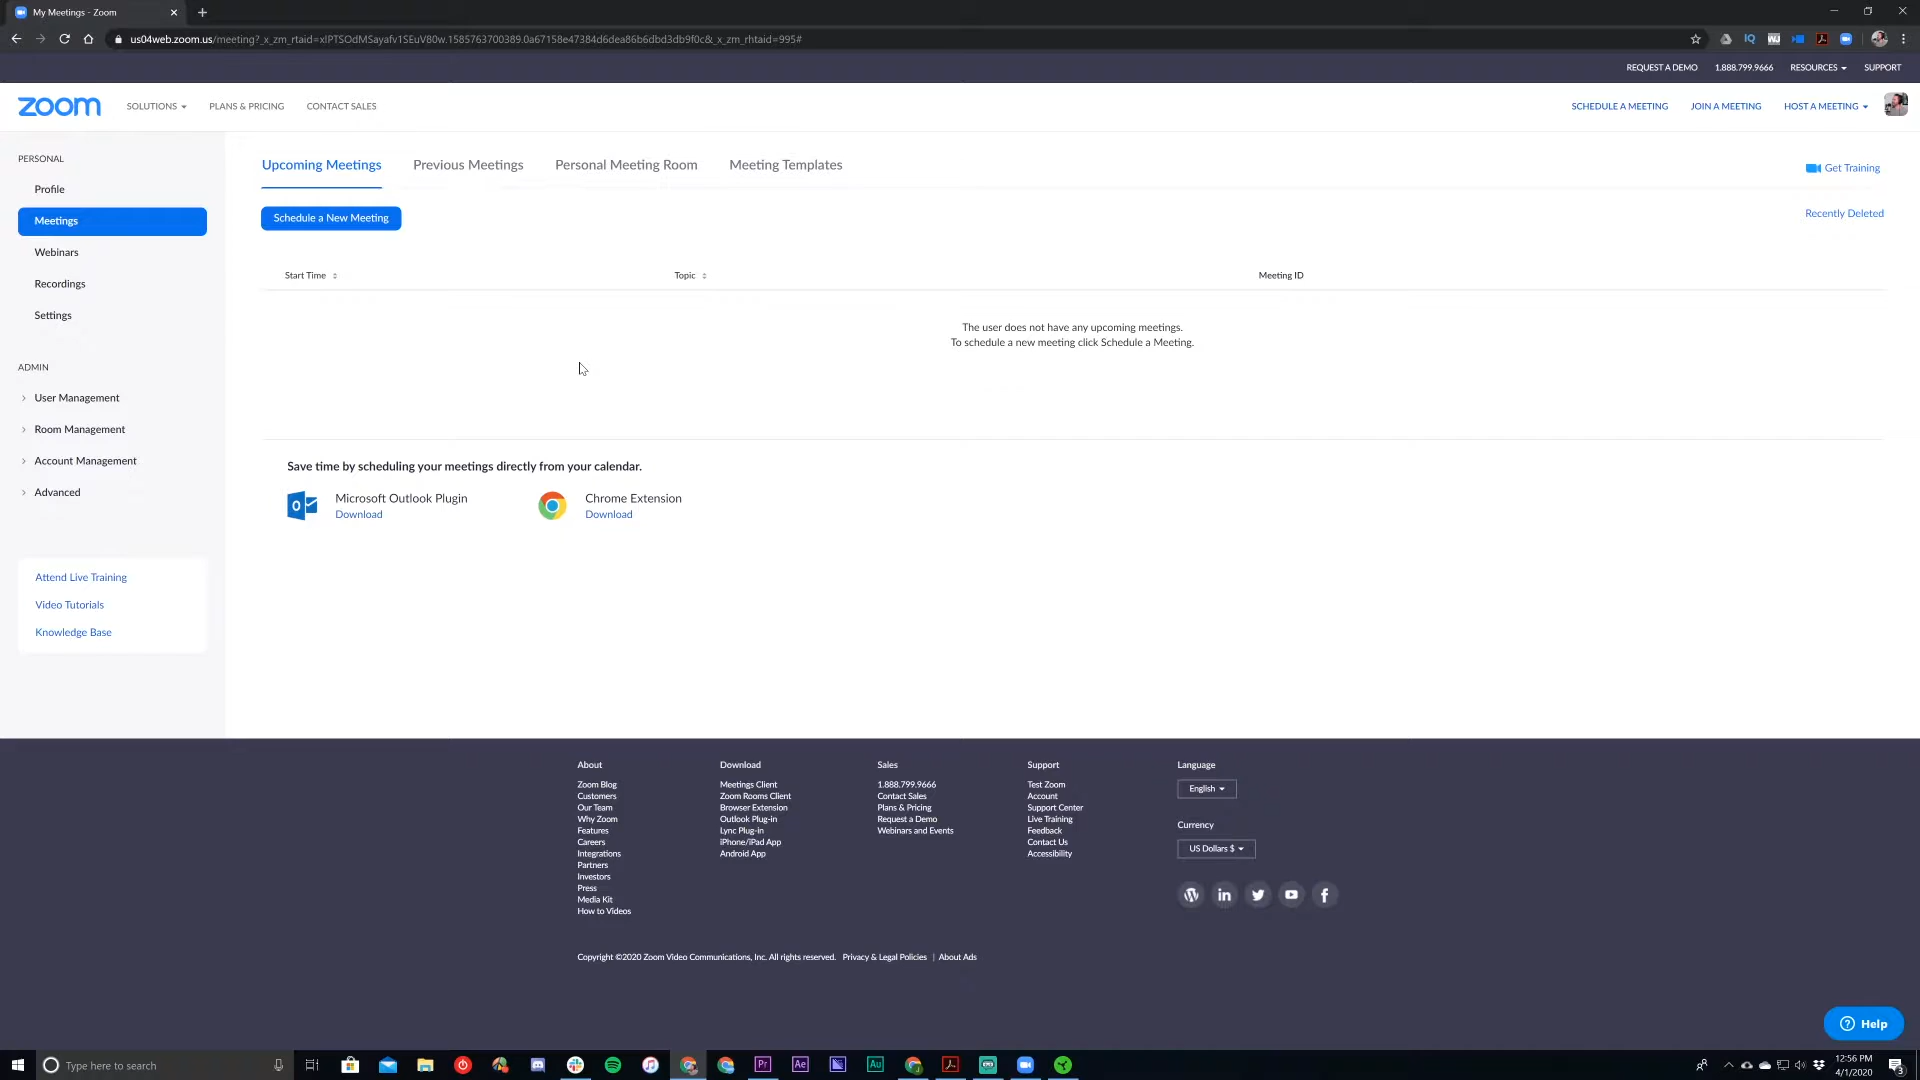 My Meetings - Zoom
us04web.zoom.us/meeting?_x_zm_rtaid=xIPTSOdMSayafv1SEuV80w.1585763700389.0a67158e47384d6dea86b6dbd3db9f0c&_x_zm_rhtaid=995#
REQUEST A DEMO 1.888.799.9666 RESOURCES SUPPORT
zoom SOLUTIONS PLANS & PRICING CONTACT SALES SCHEDULE A MEETING JOIN A MEETING HOST A MEETING
PERSONAL
Profile
Meetings
Webinars
Recordings
Settings
ADMIN
User Management
Room Management
Account Management
Advanced
Attend Live Training
Video Tutorials
Knowledge Base
Upcoming Meetings Previous Meetings Personal Meeting Room Meeting Templates
Get Training
Schedule a New Meeting
Recently Deleted
Start Time Topic Meeting ID
The user does not have any upcoming meetings.
To schedule a new meeting click Schedule a Meeting.
Save time by scheduling your meetings directly from your calendar.
Microsoft Outlook Plugin
Download
Chrome Extension
Download
About
Zoom Blog
Customers
Our Team
Why Zoom
Features
Careers
Integrations
Partners
Investors
Press
Media Kit
How to Videos
Download
Meetings Client
Zoom Rooms Client
Browser Extension
Outlook Plug-in
Lync Plug-in
iPhone/iPad App
Android App
Sales
1.888.799.9666
Contact Sales
Plans & Pricing
Request a Demo
Webinars and Events
Support
Test Zoom
Account
Support Center
Live Training
Feedback
Contact Us
Accessibility
Language
English
Currency
US Dollars $
Copyright ©2020 Zoom Video Communications, Inc. All rights reserved. Privacy & Legal Policies | About Ads
Help
Type here to search
Pr
Ae
Au
12:56 PM
4/1/2020
3